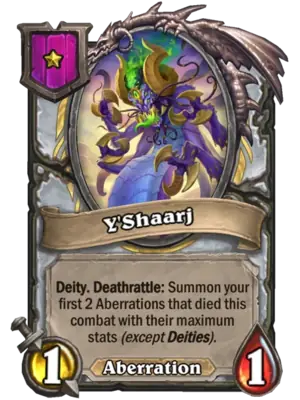 Y'Shaarj
Deity. Deathrattle: Summon your
first 2 Aberrations that died this
combat with their maximum
stats (except Deities).
1
Aberration
1